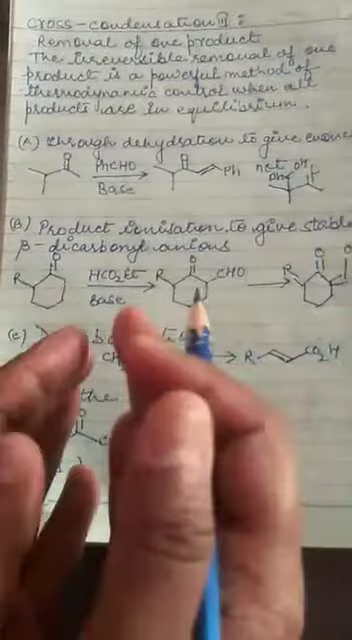 Cross-condensation II :
Removal of one product
The irreversible removal of one
product is a powerful method of
thermodynamic control when all
products are in equilibrium.
(A) through dehydration to give enone
PhCHO
Base
O
Ph
not
(B) Product ionisation to give stable
β-dicarbonyl anions
R
O
HCO₂Et
Base
R
O
CHO
R
O
(C)
R
CO₂H
the